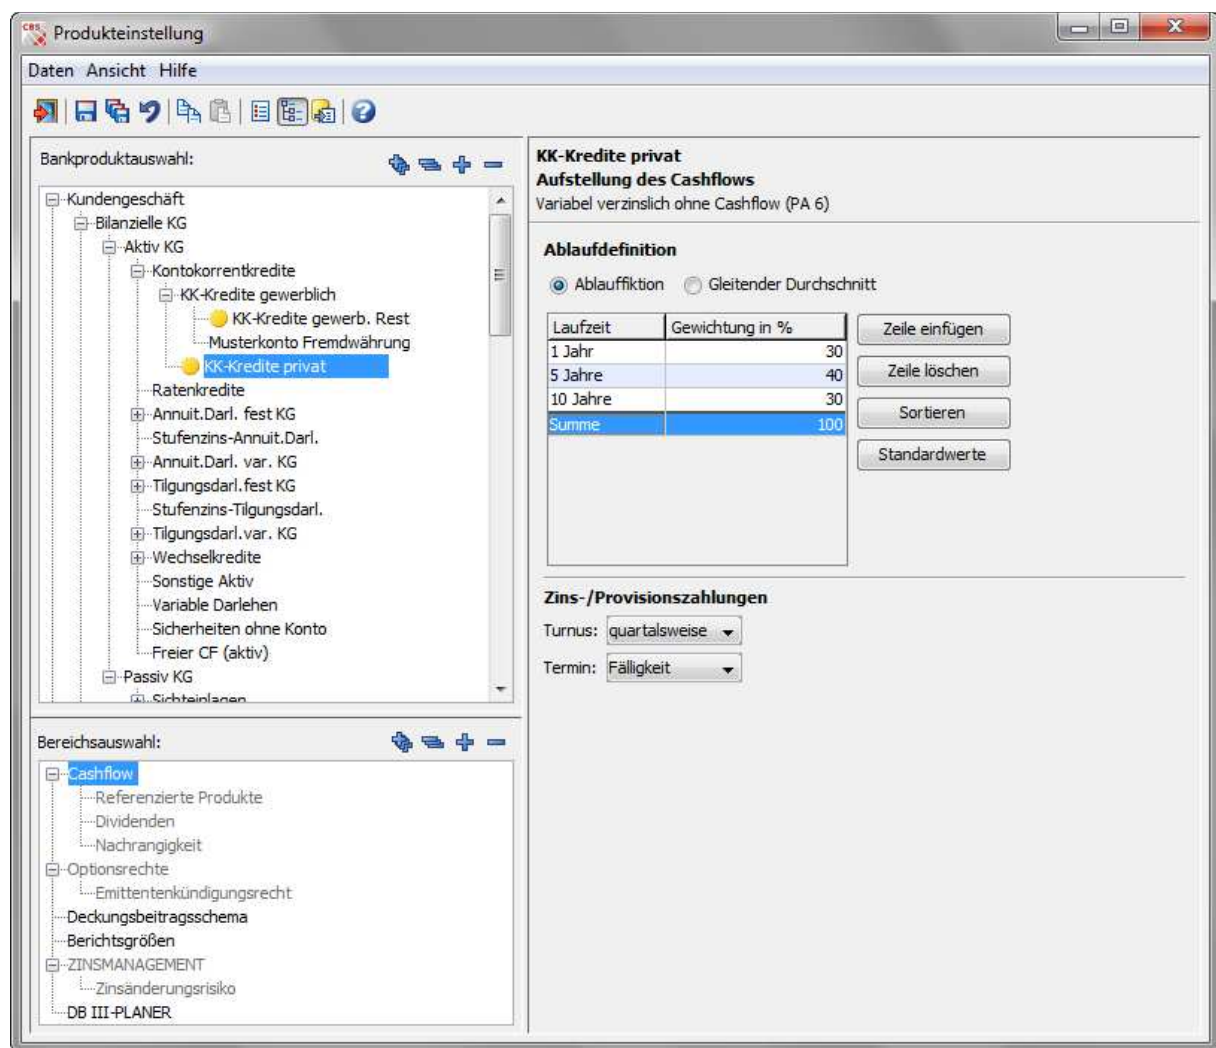 CBS
Produkteinstellung
Daten Ansicht Hilfe
Bankproduktauswahl:
Kundengeschäft
Bilanzielle KG
Aktiv KG
Kontokorrentkredite
KK-Kredite gewerblich
KK-Kredite gewerb. Rest
Musterkonto Fremdwährung
KK-Kredite privat
Ratenkredite
Annuit.Darl. fest KG
Stufenzins-Annuit.Darl.
Annuit.Darl. var. KG
Tilgungsdarl.fest KG
Stufenzins-Tilgungsdarl.
Tilgungsdarl.var. KG
Wechselkredite
Sonstige Aktiv
Variable Darlehen
Sicherheiten ohne Konto
Freier CF (aktiv)
Passiv KG
Sichteinlagen
Bereichsauswahl:
Cashflow
Referenzierte Produkte
Dividenden
Nachrangigkeit
Optionsrechte
Emittentenkündigungsrecht
Deckungsbeitragsschema
Berichtsgrößen
ZINSMANAGEMENT
Zinsänderungsrisiko
DB III-PLANER
KK-Kredite privat
Aufstellung des Cashflows
Variabel verzinslich ohne Cashflow (PA 6)
Ablaufdefinition
Ablauffiktion Gleitender Durchschnitt
Laufzeit Gewichtung in %
1 Jahr 30
5 Jahre 40
10 Jahre 30
Summe 100
Zeile einfügen
Zeile löschen
Sortieren
Standardwerte
Zins-/Provisionszahlungen
Turnus: quartalsweise
Termin: Fälligkeit